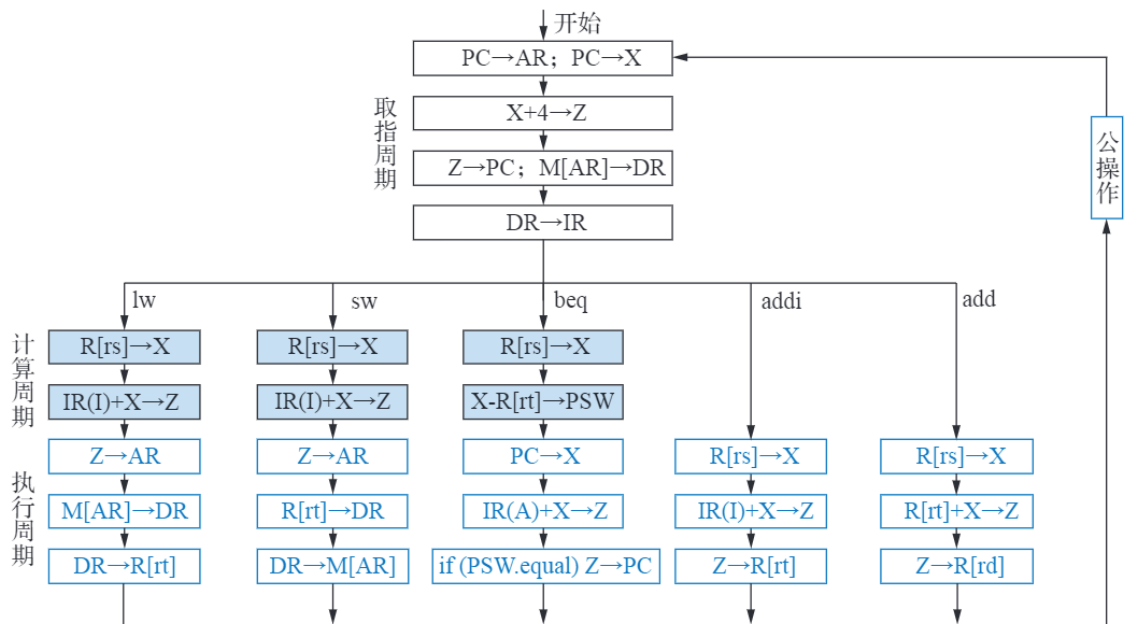 开始
PC→AR；PC→X
取指周期
X+4→Z
Z→PC；M[AR]→DR
DR→IR
公操作
lw
sw
beq
addi
add
计算周期
R[rs]→X
R[rs]→X
R[rs]→X
IR(I)+X→Z
IR(I)+X→Z
X-R[rt]→PSW
执行周期
Z→AR
Z→AR
PC→X
R[rs]→X
R[rs]→X
M[AR]→DR
R[rt]→DR
IR(A)+X→Z
IR(I)+X→Z
R[rt]+X→Z
DR→R[rt]
DR→M[AR]
if (PSW.equal) Z→PC
Z→R[rt]
Z→R[rd]